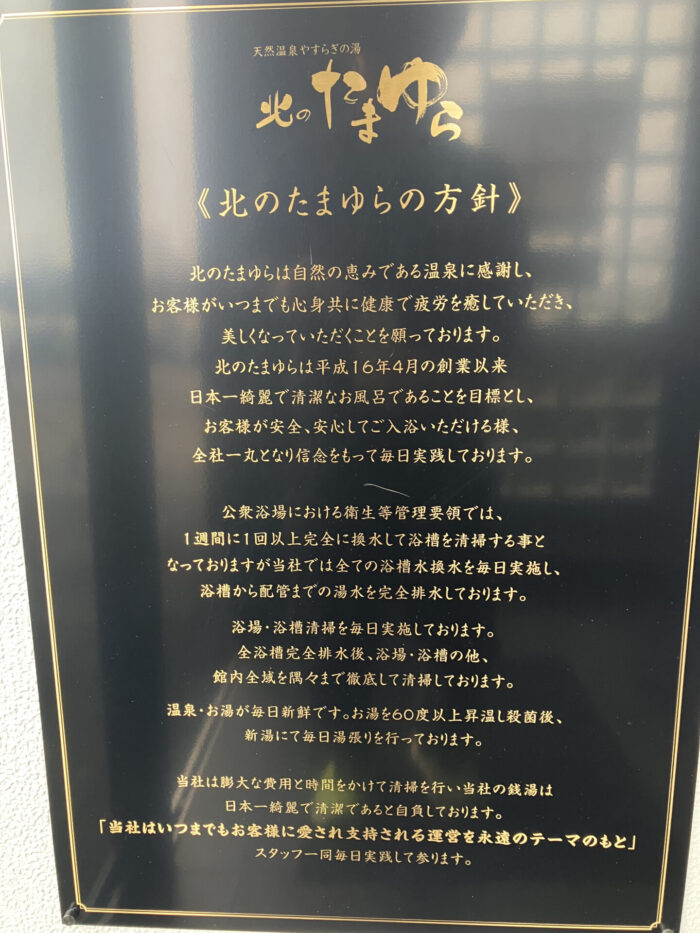 天然温泉やすらぎの湯
北のたまゆら
《北のたまゆらの方針》
北のたまゆらは自然の恵みである温泉に感謝し、
お客様がいつまでも心身共に健康で疲労を癒していただき、
美しくなっていただくことを願っております。
北のたまゆらは平成16年4月の創業以来
日本一綺麗で清潔なお風呂であることを目標とし、
お客様が安全、安心してご入浴いただける様、
全社一丸となり信念をもって毎日実践しております。
公衆浴場における衛生等管理要領では、
1週間に1回以上完全に換水して浴槽を清掃する事と
なっておりますが当社では全ての浴槽水換水を毎日実施し、
浴槽から配管までの湯水を完全排水しております。
浴場・浴槽清掃を毎日実施しております。
全浴槽完全排水後、浴場・浴槽の他、
館内全域を隅々まで徹底して清掃しております。
温泉・お湯が毎日新鮮です。お湯を60度以上昇温し殺菌後、
新湯にて毎日湯張りを行っております。
当社は膨大な費用と時間をかけて清掃を行い当社の銭湯は
日本一綺麗で清潔であると自負しております。
「当社はいつまでもお客様に愛され支持される運営を永遠のテーマのもと」
スタッフ一同毎日実践して参ります。